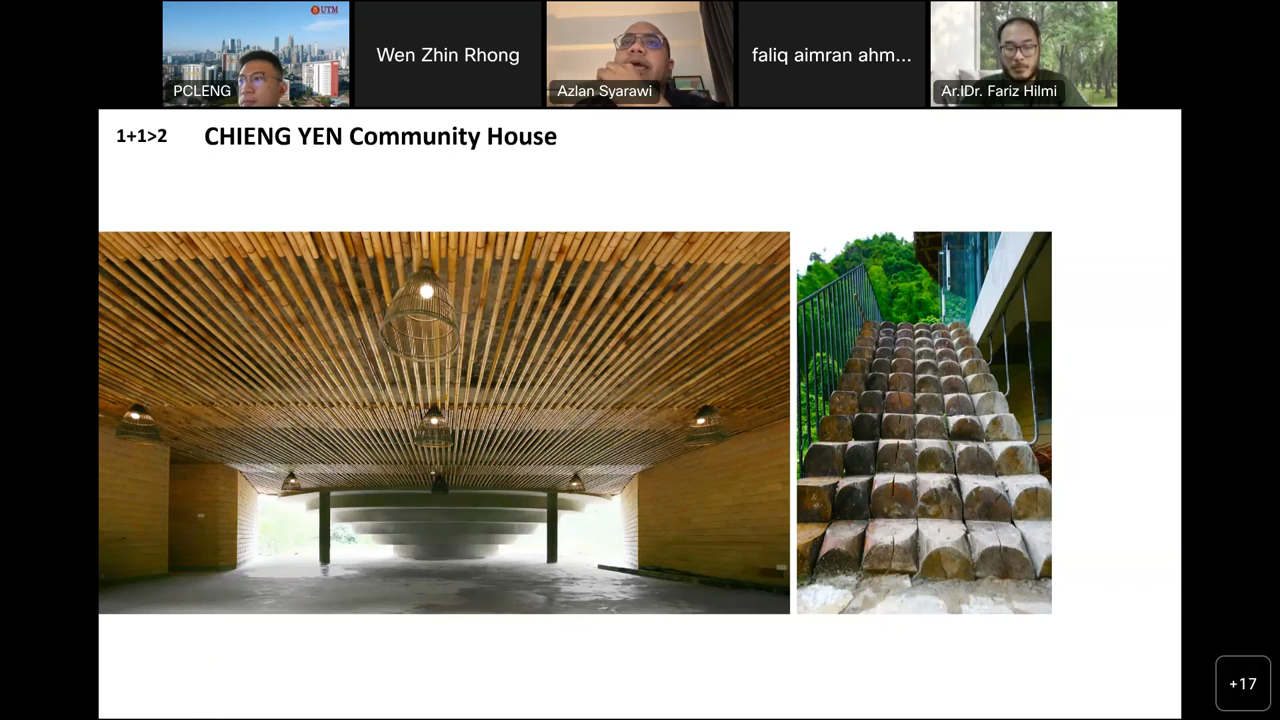 UTM
PCLENG
Wen Zhin Rhong
Azlan Syarawi
faliq aimran ahm...
Ar.IDr. Fariz Hilmi
1+1>2 CHIENG YEN Community House
+17